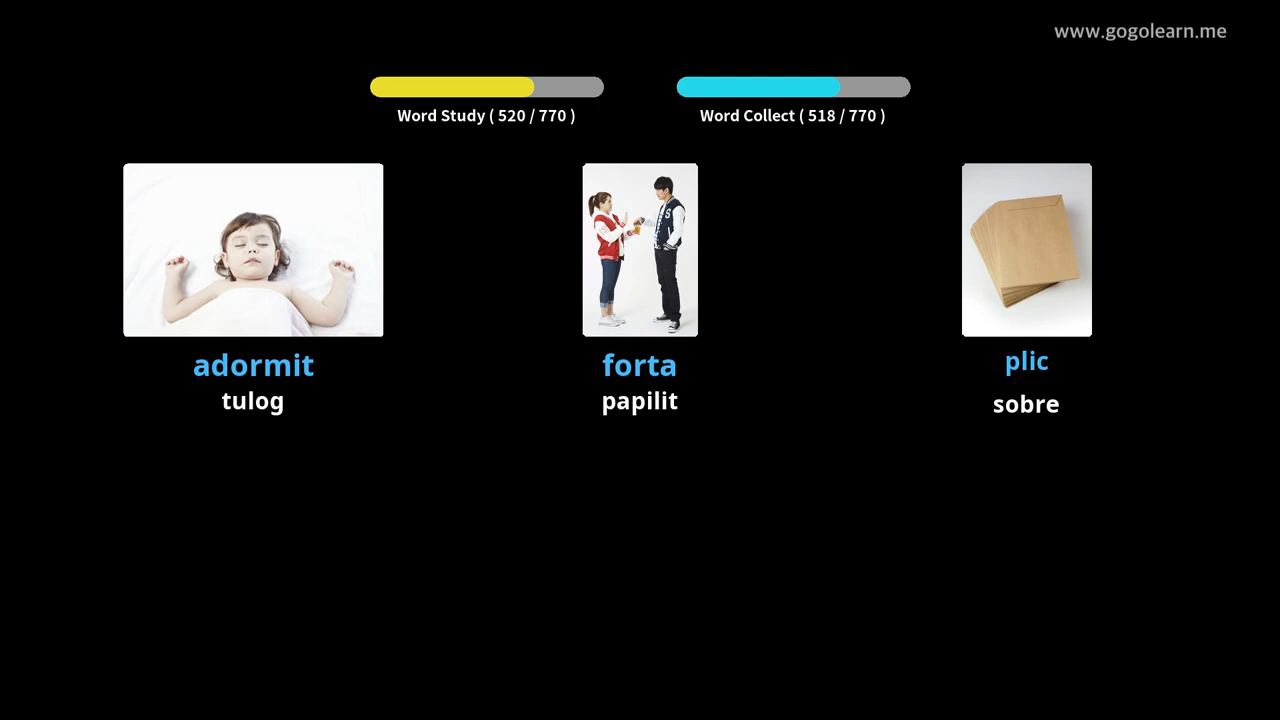 www.gogolearn.me
Word Study ( 520 / 770 )
Word Collect ( 518 / 770 )
adormit
tulog
forta
papilit
plic
sobre